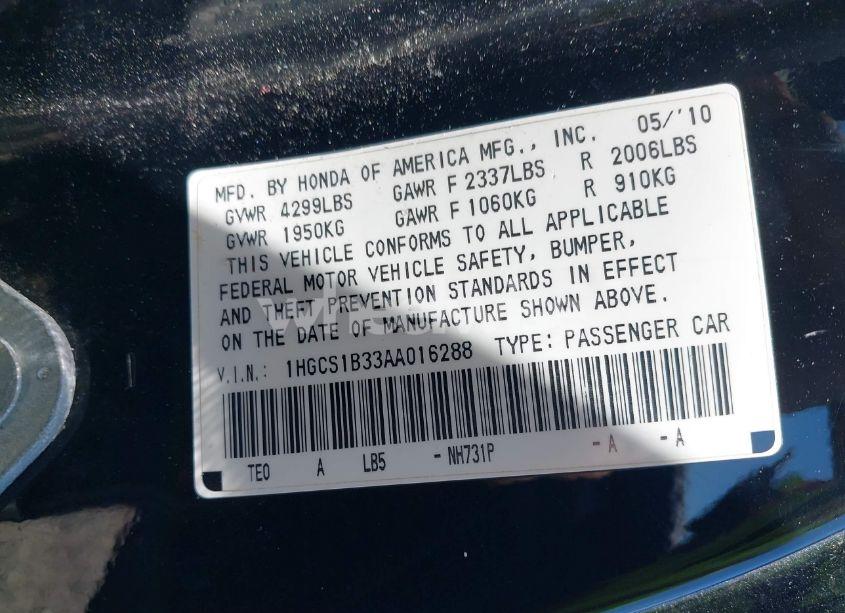 MFD. BY HONDA OF AMERICA MFG., INC. 05/'10
GVWR 4299LBS GAWR F 2337LBS R 2006LBS
GVWR 1950KG GAWR F 1060KG R 910KG
THIS VEHICLE CONFORMS TO ALL APPLICABLE
FEDERAL MOTOR VEHICLE SAFETY, BUMPER,
AND THEFT PREVENTION STANDARDS IN EFFECT
ON THE DATE OF MANUFACTURE SHOWN ABOVE.
V.I.N.: 1HGCS1B33AA016288 TYPE: PASSENGER CAR
TE0 A LB5 -NH731P -A -A